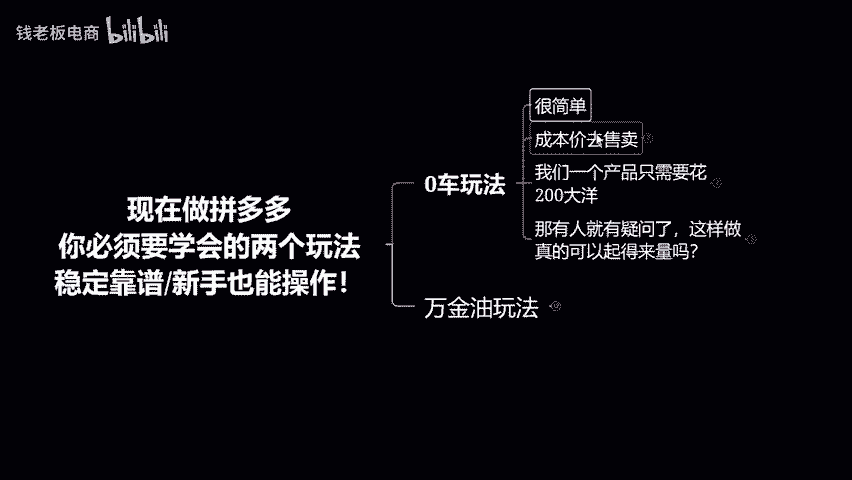 钱老板电商 bilibili
现在做拼多多
你必须要学会的两个玩法
稳定靠谱/新手也能操作！
0车玩法
很简单
成本价去售卖
我们一个产品只需要花
200大洋
那有人就有疑问了，这样做
真的可以起得来量吗？
万金油玩法